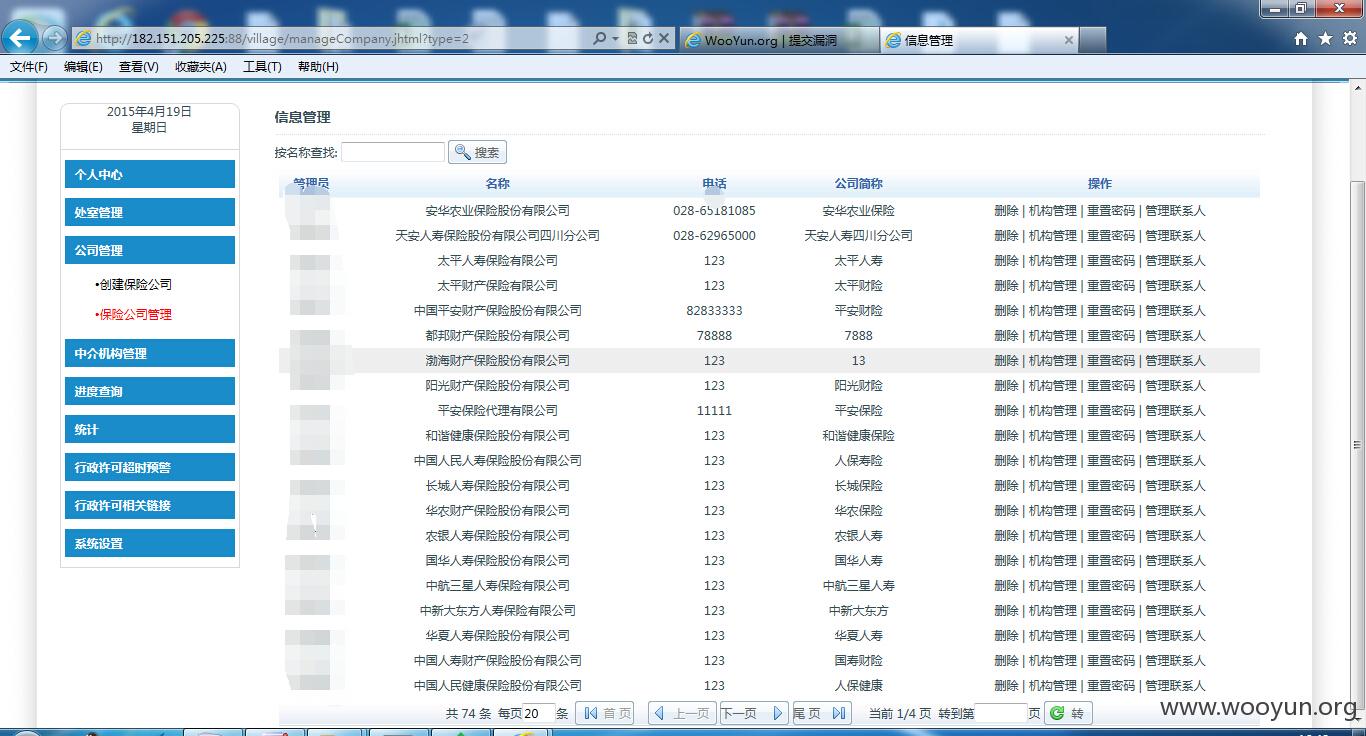 http://182.151.205.225:88/village/manageCompany.jhtml?type=2
WooYun.org | 提交漏洞
信息管理
文件(F) 编辑(E) 查看(V) 收藏夹(A) 工具(T) 帮助(H)
2015年4月19日
星期日
个人中心
处室管理
公司管理
•创建保险公司
•保险公司管理
中介机构管理
进度查询
统计
行政许可超时预警
行政许可相关链接
系统设置
信息管理
按名称查找: 搜索
管理员 名称 电话 公司简称 操作
安华农业保险股份有限公司 028-65181085 安华农业保险 删除 | 机构管理 | 重置密码 | 管理联系人
天安人寿保险股份有限公司四川分公司 028-62965000 天安人寿四川分公司 删除 | 机构管理 | 重置密码 | 管理联系人
太平人寿保险有限公司 123 太平人寿 删除 | 机构管理 | 重置密码 | 管理联系人
太平财产保险有限公司 123 太平财险 删除 | 机构管理 | 重置密码 | 管理联系人
中国平安财产保险股份有限公司 82833333 平安财险 删除 | 机构管理 | 重置密码 | 管理联系人
都邦财产保险股份有限公司 78888 7888 删除 | 机构管理 | 重置密码 | 管理联系人
渤海财产保险股份有限公司 123 13 删除 | 机构管理 | 重置密码 | 管理联系人
阳光财产保险股份有限公司 123 阳光财险 删除 | 机构管理 | 重置密码 | 管理联系人
平安保险代理有限公司 11111 平安保险 删除 | 机构管理 | 重置密码 | 管理联系人
和谐健康保险股份有限公司 123 和谐健康保险 删除 | 机构管理 | 重置密码 | 管理联系人
中国人民人寿保险股份有限公司 123 人保寿险 删除 | 机构管理 | 重置密码 | 管理联系人
长城人寿保险股份有限公司 123 长城保险 删除 | 机构管理 | 重置密码 | 管理联系人
华农财产保险股份有限公司 123 华农保险 删除 | 机构管理 | 重置密码 | 管理联系人
农银人寿保险股份有限公司 123 农银人寿 删除 | 机构管理 | 重置密码 | 管理联系人
国华人寿保险股份有限公司 123 国华人寿 删除 | 机构管理 | 重置密码 | 管理联系人
中航三星人寿保险有限公司 123 中航三星人寿 删除 | 机构管理 | 重置密码 | 管理联系人
中新大东方人寿保险有限公司 123 中新大东方 删除 | 机构管理 | 重置密码 | 管理联系人
华夏人寿保险股份有限公司 123 华夏人寿 删除 | 机构管理 | 重置密码 | 管理联系人
中国人寿财产保险股份有限公司 123 国寿财险 删除 | 机构管理 | 重置密码 | 管理联系人
中国人民健康保险股份有限公司 123 人保健康 删除 | 机构管理 | 重置密码 | 管理联系人
共 74 条 每页 20 条 首页 上一页 下一页 尾页 当前 1/4 页 转到第 页 转
www.wooyun.org